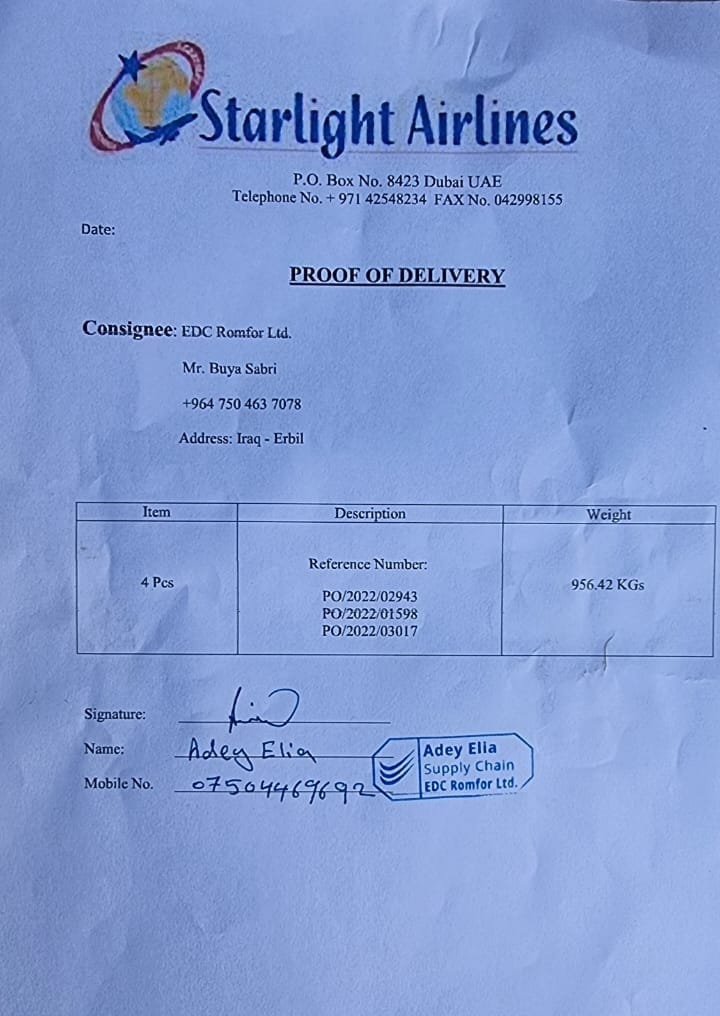 Starlight Airlines
P.O. Box No. 8423 Dubai UAE
Telephone No. + 971 42548234 FAX No. 042998155
Date:
PROOF OF DELIVERY
Consignee: EDC Romfor Ltd.
Mr. Buya Sabri
+964 750 463 7078
Address: Iraq - Erbil
Item Description Weight
Reference Number:
4 Pcs 956.42 KGs
PO/2022/02943
PO/2022/01598
PO/2022/03017
Signature:
Name: Adey Elia
Mobile No. 07504469692
Adey Elia
Supply Chain
EDC Romfor Ltd.